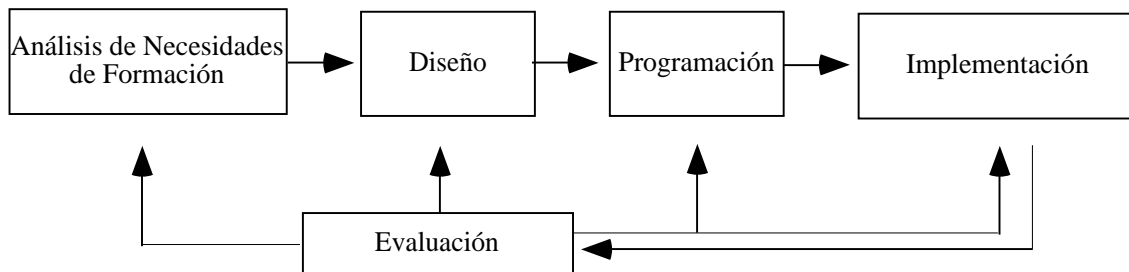 Análisis de Necesidades
de Formación
Diseño
Programación
Implementación
Evaluación